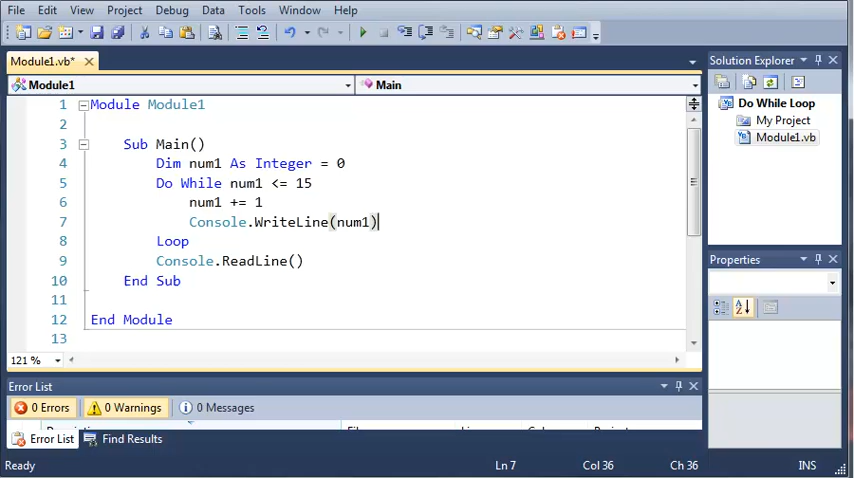 File Edit View Project Debug Data Tools Window Help
Module1.vb*
Module1 Main
1 Module Module1
2
3 Sub Main()
4 Dim num1 As Integer = 0
5 Do While num1 <= 15
6 num1 += 1
7 Console.WriteLine(num1)
8 Loop
9 Console.ReadLine()
10 End Sub
11
12 End Module
13
121 %
Solution Explorer
Do While Loop
My Project
Module1.vb
Properties
Error List
0 Errors 0 Warnings 0 Messages
Error List Find Results
Ready Ln 7 Col 36 Ch 36 INS